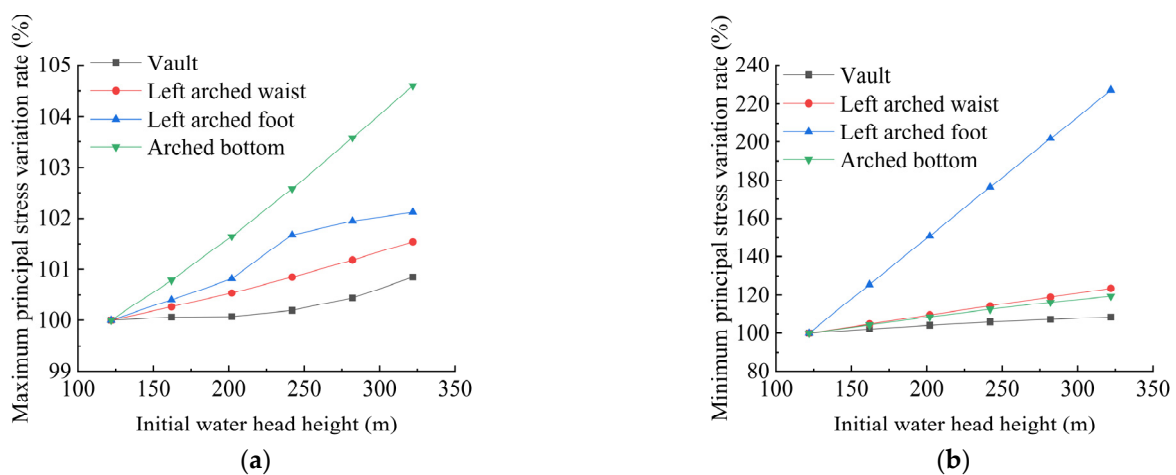 Maximum principal stress variation rate (%)
Vault
Left arched waist
Left arched foot
Arched bottom
105
104
103
102
101
100
99
100 150 200 250 300 350
Initial water head height (m)
(a)
Minimum principal stress variation rate (%)
Vault
Left arched waist
Left arched foot
Arched bottom
240
220
200
180
160
140
120
100
80
100 150 200 250 300 350
Initial water head height (m)
(b)